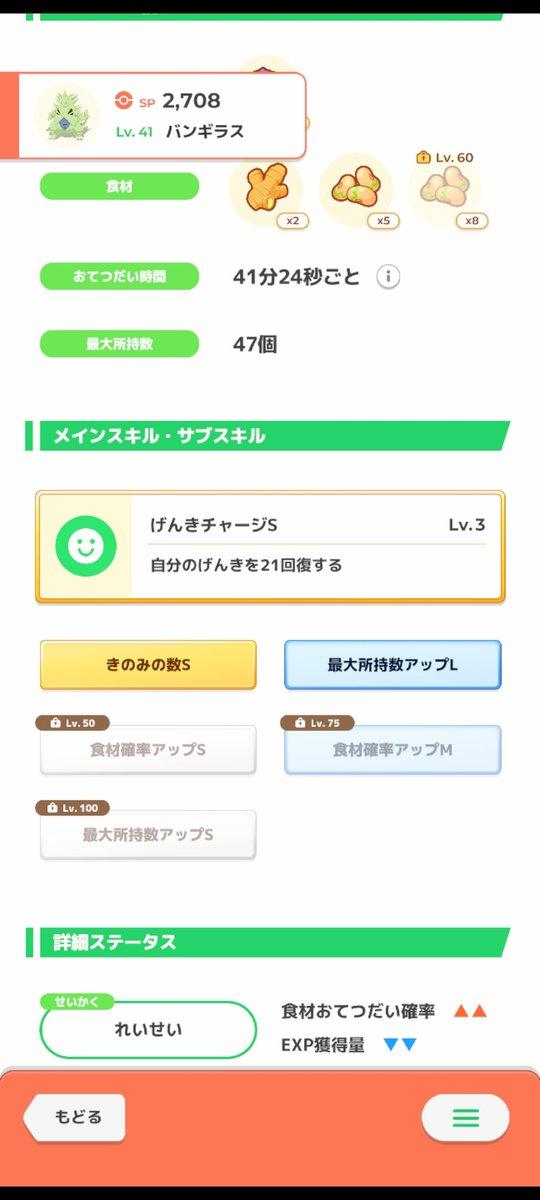 SP 2,708
Lv. 41 バンギラス
Lv. 60
食材
x2
x5
x8
おてつだい時間
41分24秒ごと
最大所持数
47個
メインスキル・サブスキル
げんきチャージS
Lv.3
自分のげんきを21回復する
きのみの数S
最大所持数アップL
Lv. 50
Lv. 75
食材確率アップS
食材確率アップM
Lv. 100
最大所持数アップS
詳細ステータス
せいかく
れいせい
食材おてつだい確率 ▲▲
EXP獲得量 ▼▼
もどる